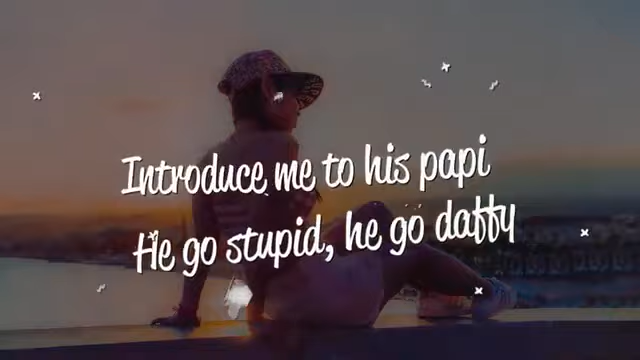 Introduce me to his papi
He go stupid, he go daffy